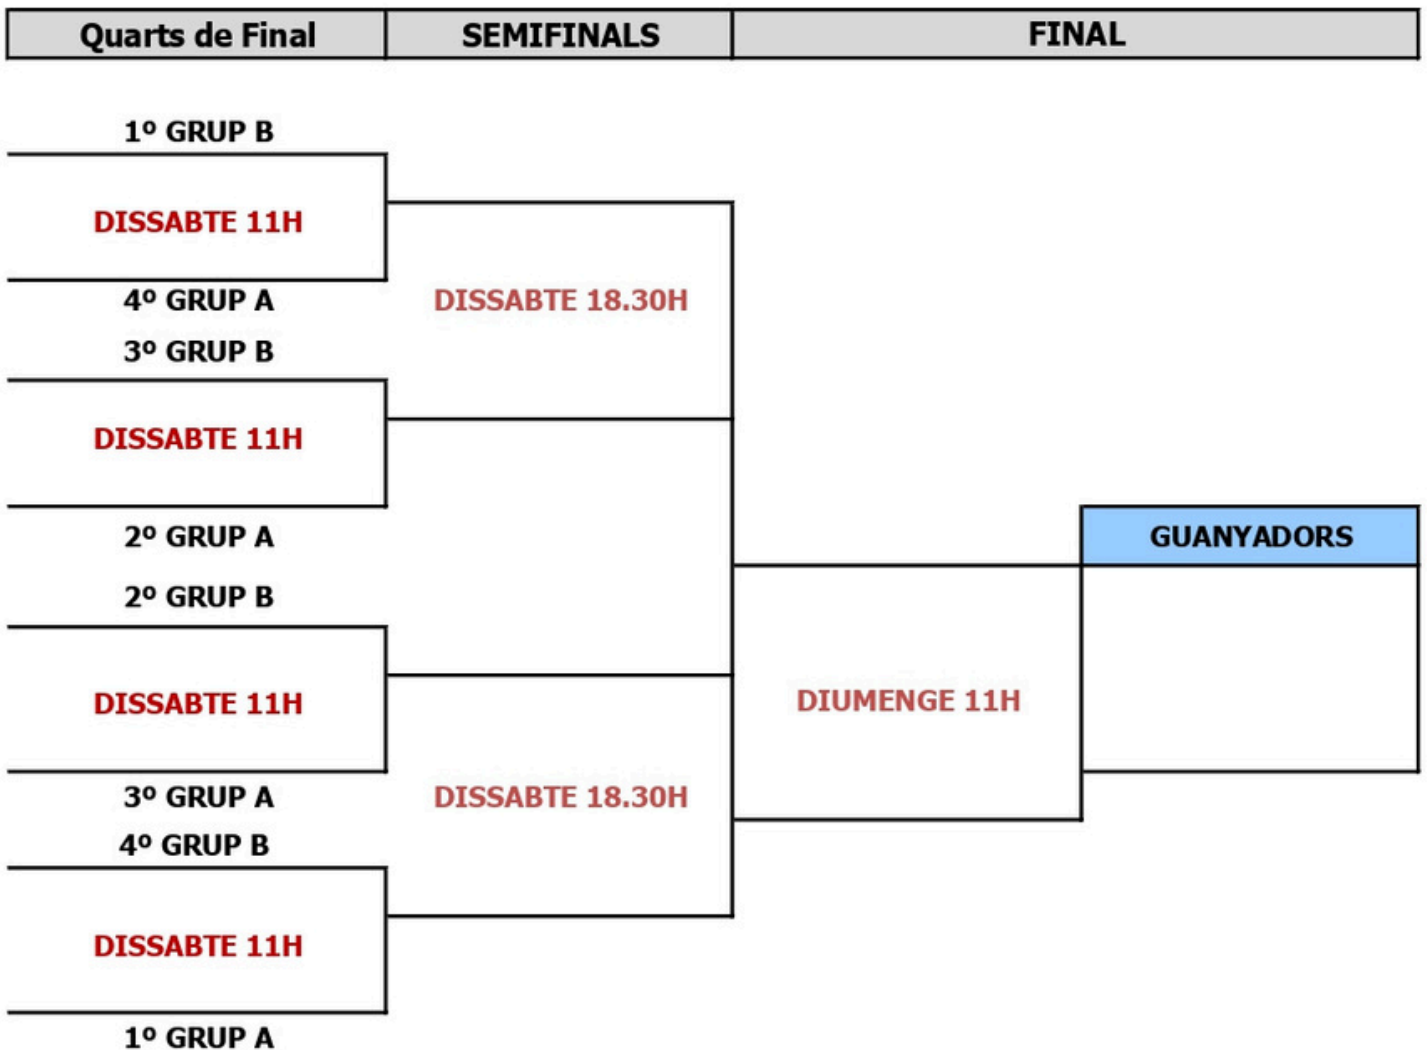 Quarts de Final SEMIFINALS FINAL
1º GRUP B
DISSABTE 11H
4º GRUP A
DISSABTE 18.30H
3º GRUP B
DISSABTE 11H
2º GRUP A
GUANYADORS
2º GRUP B
DISSABTE 11H
DIUMENGE 11H
3º GRUP A
DISSABTE 18.30H
4º GRUP B
DISSABTE 11H
1º GRUP A